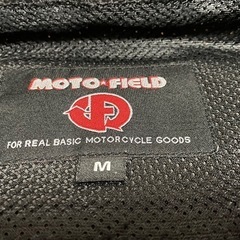 MOTO★FIELD
FOR REAL BASIC MOTORCYCLE GOODS
M